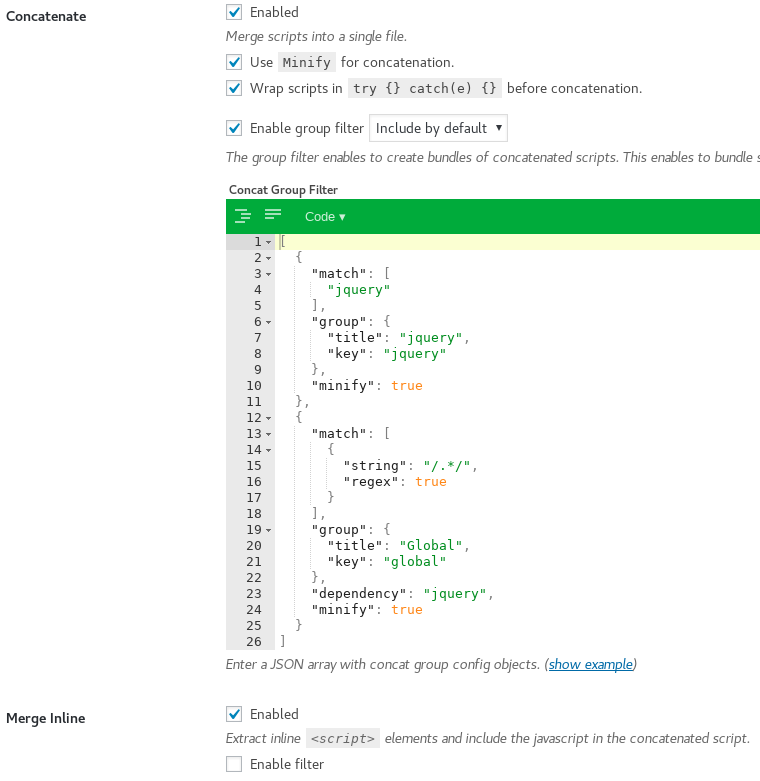 Concatenate
Enabled
Merge scripts into a single file.
Use Minify for concatenation.
Wrap scripts in try {} catch(e) {} before concatenation.
Enable group filter Include by default ▾
The group filter enables to create bundles of concatenated scripts. This enables to bundle
Concat Group Filter
Code ▾
1 [
2 {
3 "match": [
4 "jquery"
5 ],
6 "group": {
7 "title": "jquery",
8 "key": "jquery"
9 },
10 "minify": true
11 },
12 {
13 "match": [
14 {
15 "string": "/.*/",
16 "regex": true
17 }
18 ],
19 "group": {
20 "title": "Global",
21 "key": "global"
22 },
23 "dependency": "jquery",
24 "minify": true
25 }
26 ]
Enter a JSON array with concat group config objects. (show example)
Merge Inline
Enabled
Extract inline <script> elements and include the javascript in the concatenated script.
Enable filter